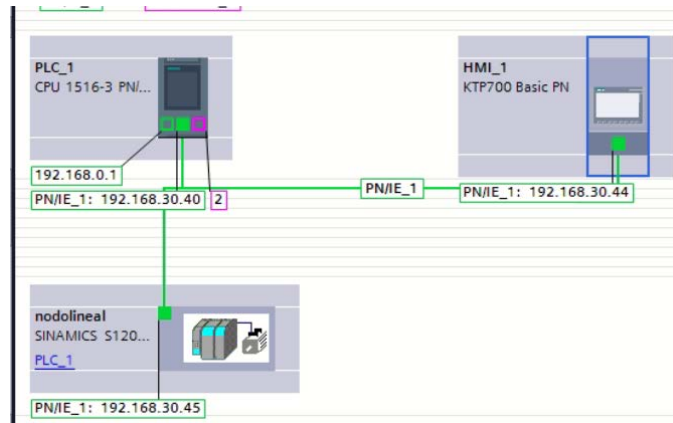 PLC_1
CPU 1516-3 PN/...
HMI_1
KTP700 Basic PN
192.168.0.1
PN/IE_1: 192.168.30.40
2
PN/IE_1
PN/IE_1: 192.168.30.44
nodolineal
SINAMICS S120...
PLC_1
PN/IE_1: 192.168.30.45